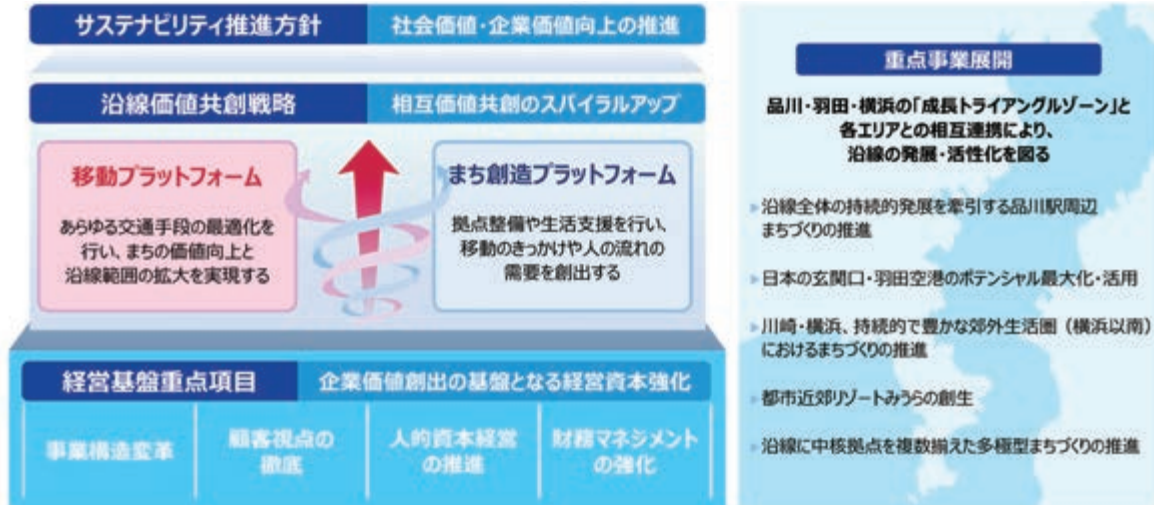 サステナビリティ推進方針 社会価値・企業価値向上の推進
沿線価値共創戦略 相互価値共創のスパイラルアップ
移動プラットフォーム
あらゆる交通手段の最適化を
行い、まちの価値向上と
沿線範囲の拡大を実現する
まち創造プラットフォーム
拠点整備や生活支援を行い、
移動のきっかけや人の流れの
需要を創出する
経営基盤重点項目 企業価値創出の基盤となる経営資本強化
事業構造変革
顧客視点の
徹底
人的資本経営
の推進
財務マネジメント
の強化
重点事業展開
品川・羽田・横浜の「成長トライアングルゾーン」と
各エリアとの相互連携により、
沿線の発展・活性化を図る
沿線全体の持続的発展を牽引する品川駅周辺
まちづくりの推進
日本の玄関口・羽田空港のポテンシャル最大化・活用
川崎・横浜、持続的で豊かな郊外生活圏（横浜以南）
におけるまちづくりの推進
都市近郊リゾートみうらの創生
沿線に中核拠点を複数揃えた多極型まちづくりの推進